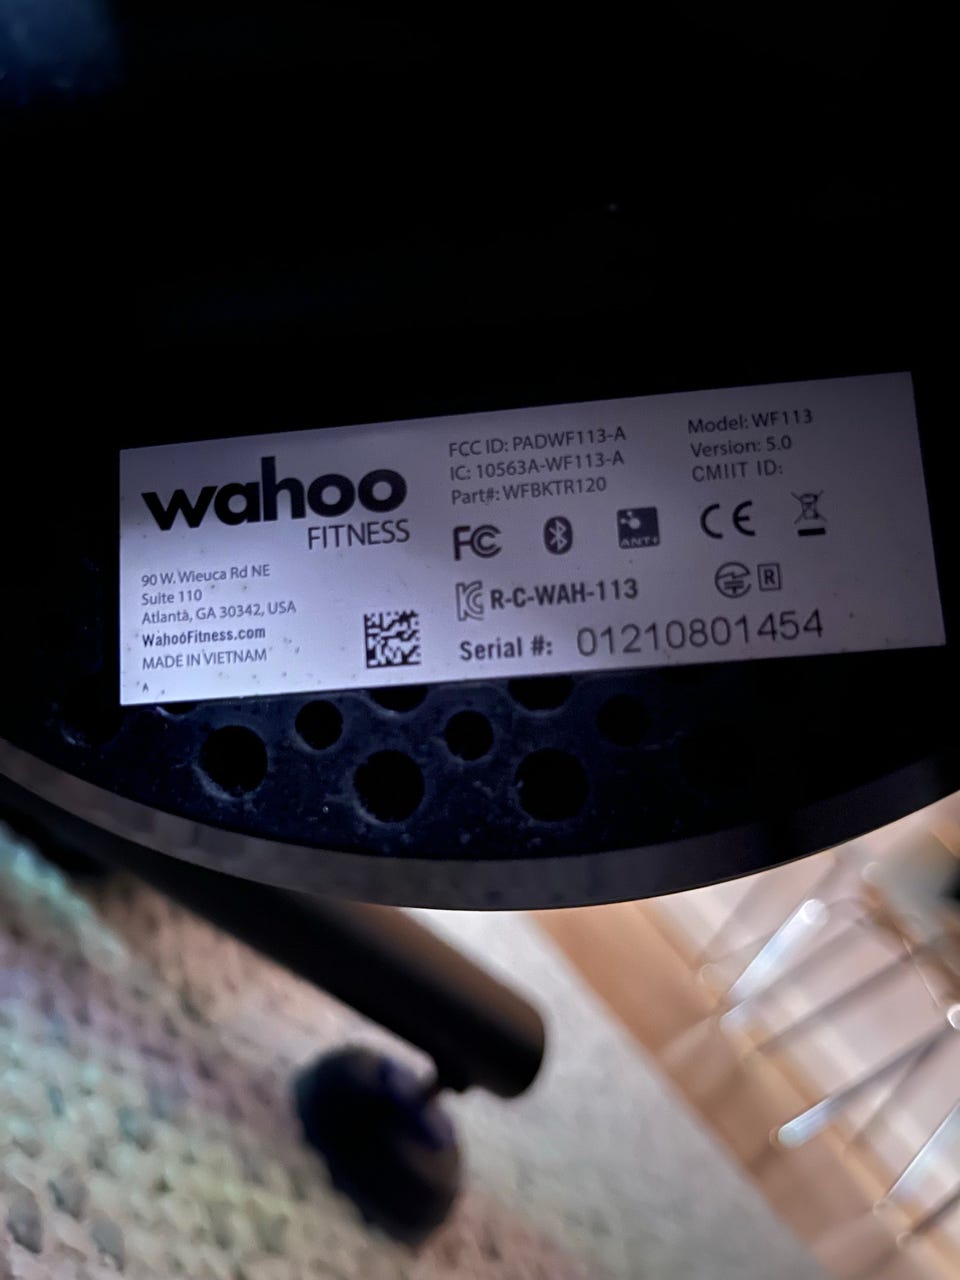 wahoo
FITNESS
90 W. Wieuca Rd NE
Suite 110
Atlanta, GA 30342, USA
WahooFitness.com
MADE IN VIETNAM
A
FCC ID: PADWF113-A
IC: 10563A-WF113-A
Part#: WFBKTR120
Model: WF113
Version: 5.0
CMIIT ID:
FC
ANT+
CE
R-C-WAH-113
R
Serial #: 01210801454